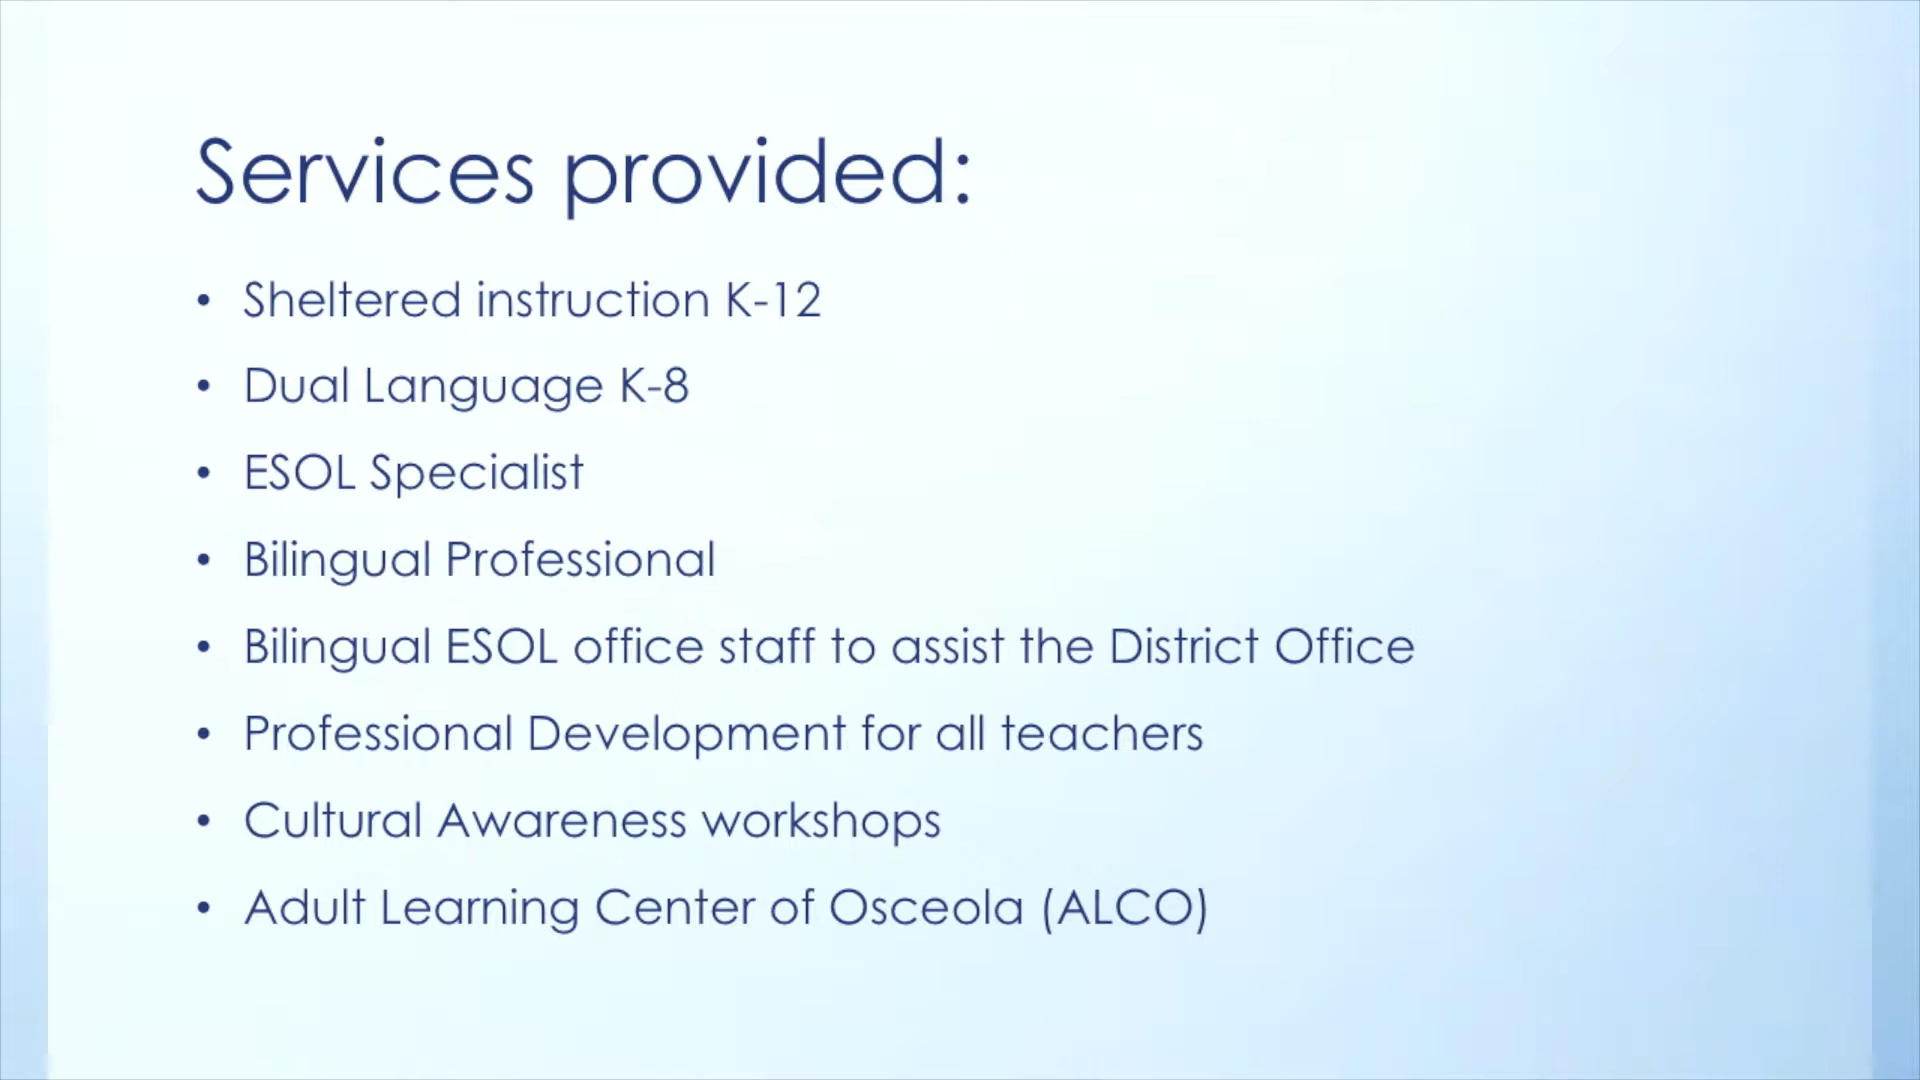 Services provided:
• Sheltered instruction K-12
• Dual Language K-8
• ESOL Specialist
• Bilingual Professional
• Bilingual ESOL office staff to assist the District Office
• Professional Development for all teachers
• Cultural Awareness workshops
• Adult Learning Center of Osceola (ALCO)